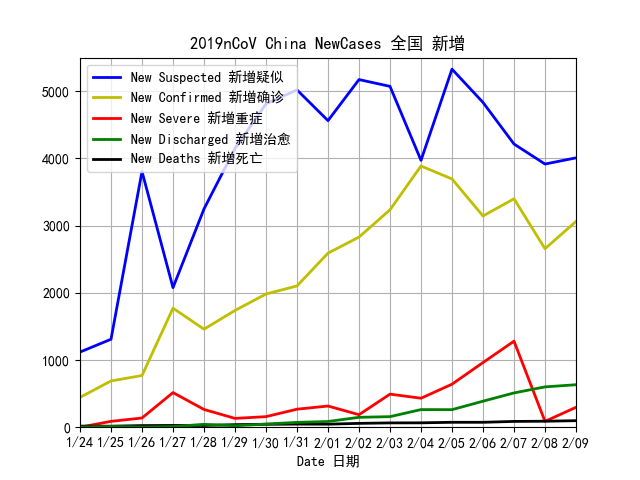 2019nCoV China NewCases 全国 新增
New Suspected 新增疑似
New Confirmed 新增确诊
New Severe 新增重症
New Discharged 新增治愈
New Deaths 新增死亡
5000
4000
3000
2000
1000
0
1/24 1/25 1/26 1/27 1/28 1/29 1/30 1/31 2/01 2/02 2/03 2/04 2/05 2/06 2/07 2/08 2/09
Date 日期